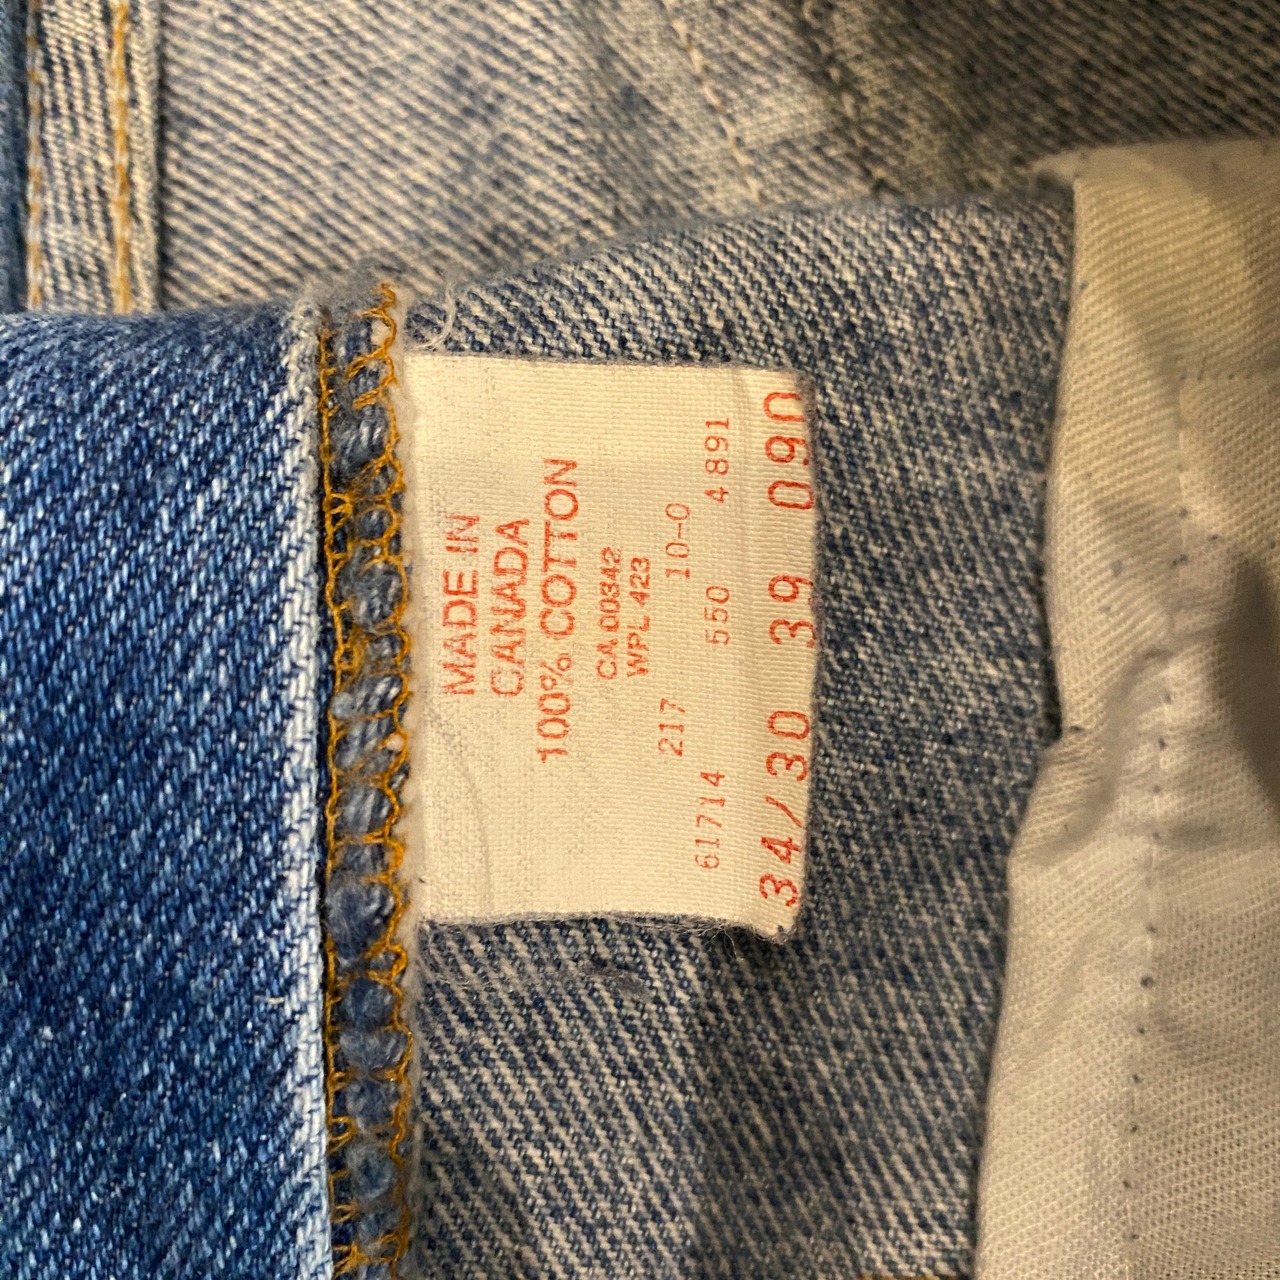 MADE IN
CANADA
100% COTTON
CA 00342
WPL 423
217 10-0
61714 550 4891
34/30 39 090